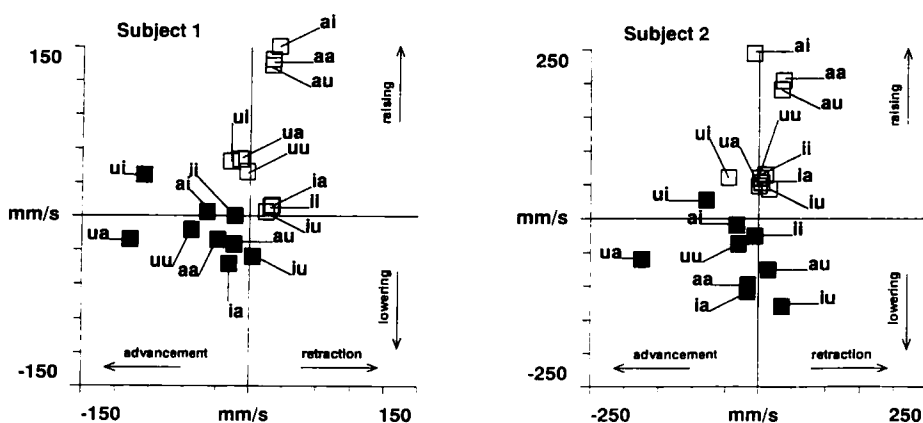 Subject 1
150
ai
aa
au
raising
ui
ua
uu
ui
ii
ai
ia
ii
iu
mm/s
ua
uu
aa
au
iu
ia
lowering
advancement
retraction
-150
-150
mm/s
150
Subject 2
250
ai
aa
au
raising
uu
ua
ui
ii
ia
iu
ui
mm/s
ai
ii
ua
uu
au
aa
ia
iu
lowering
advancement
retraction
-250
-250
mm/s
250